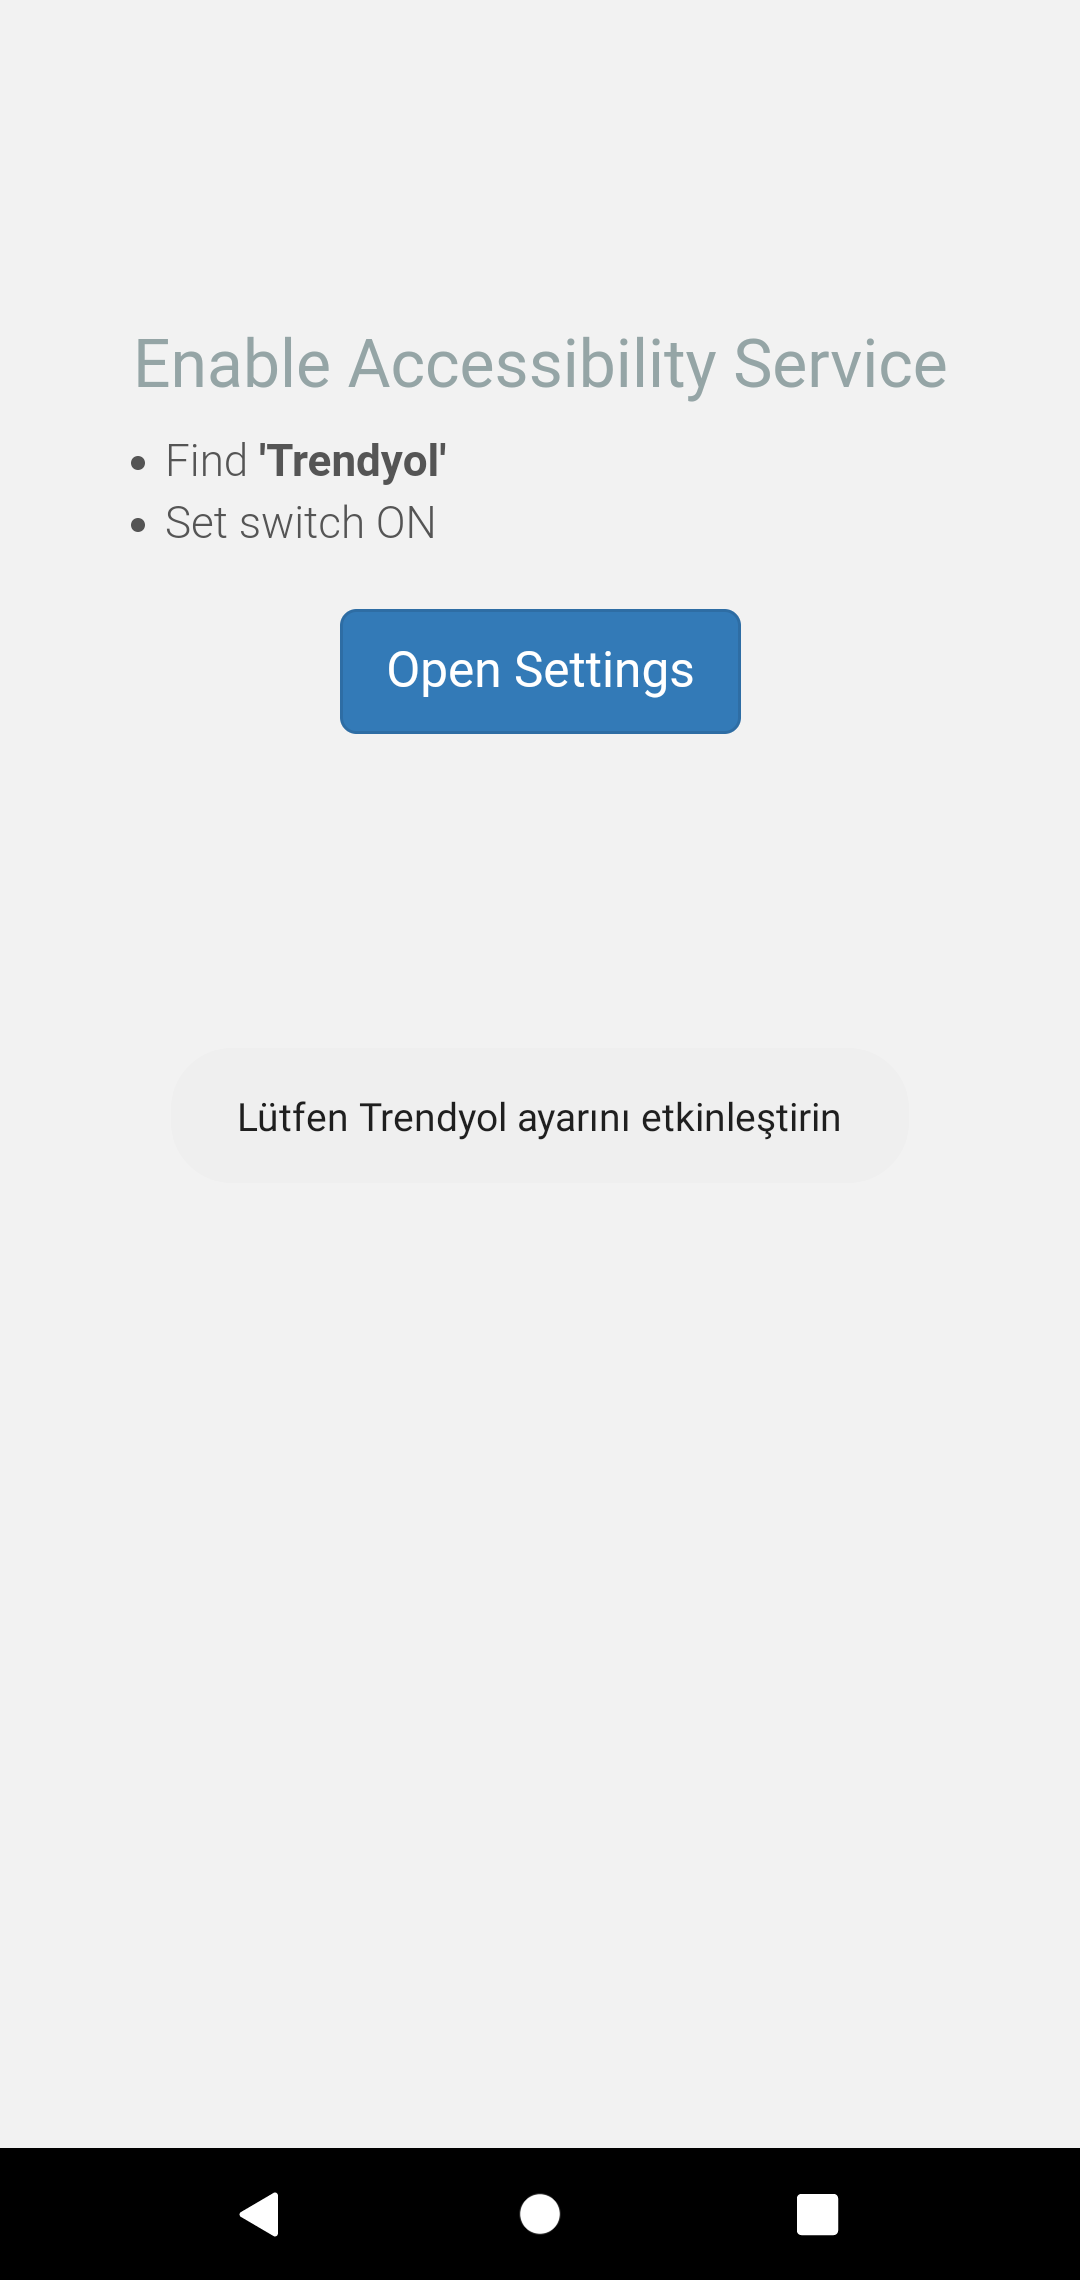 Enable Accessibility Service
• Find 'Trendyol'
• Set switch ON
Open Settings
Lütfen Trendyol ayarını etkinleştirin